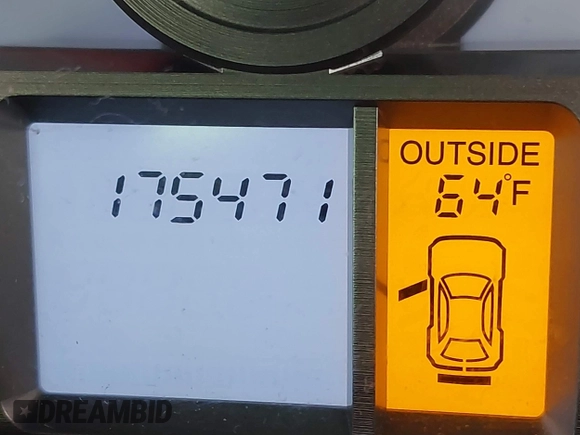 175471
OUTSIDE
64°F
DREAMBID